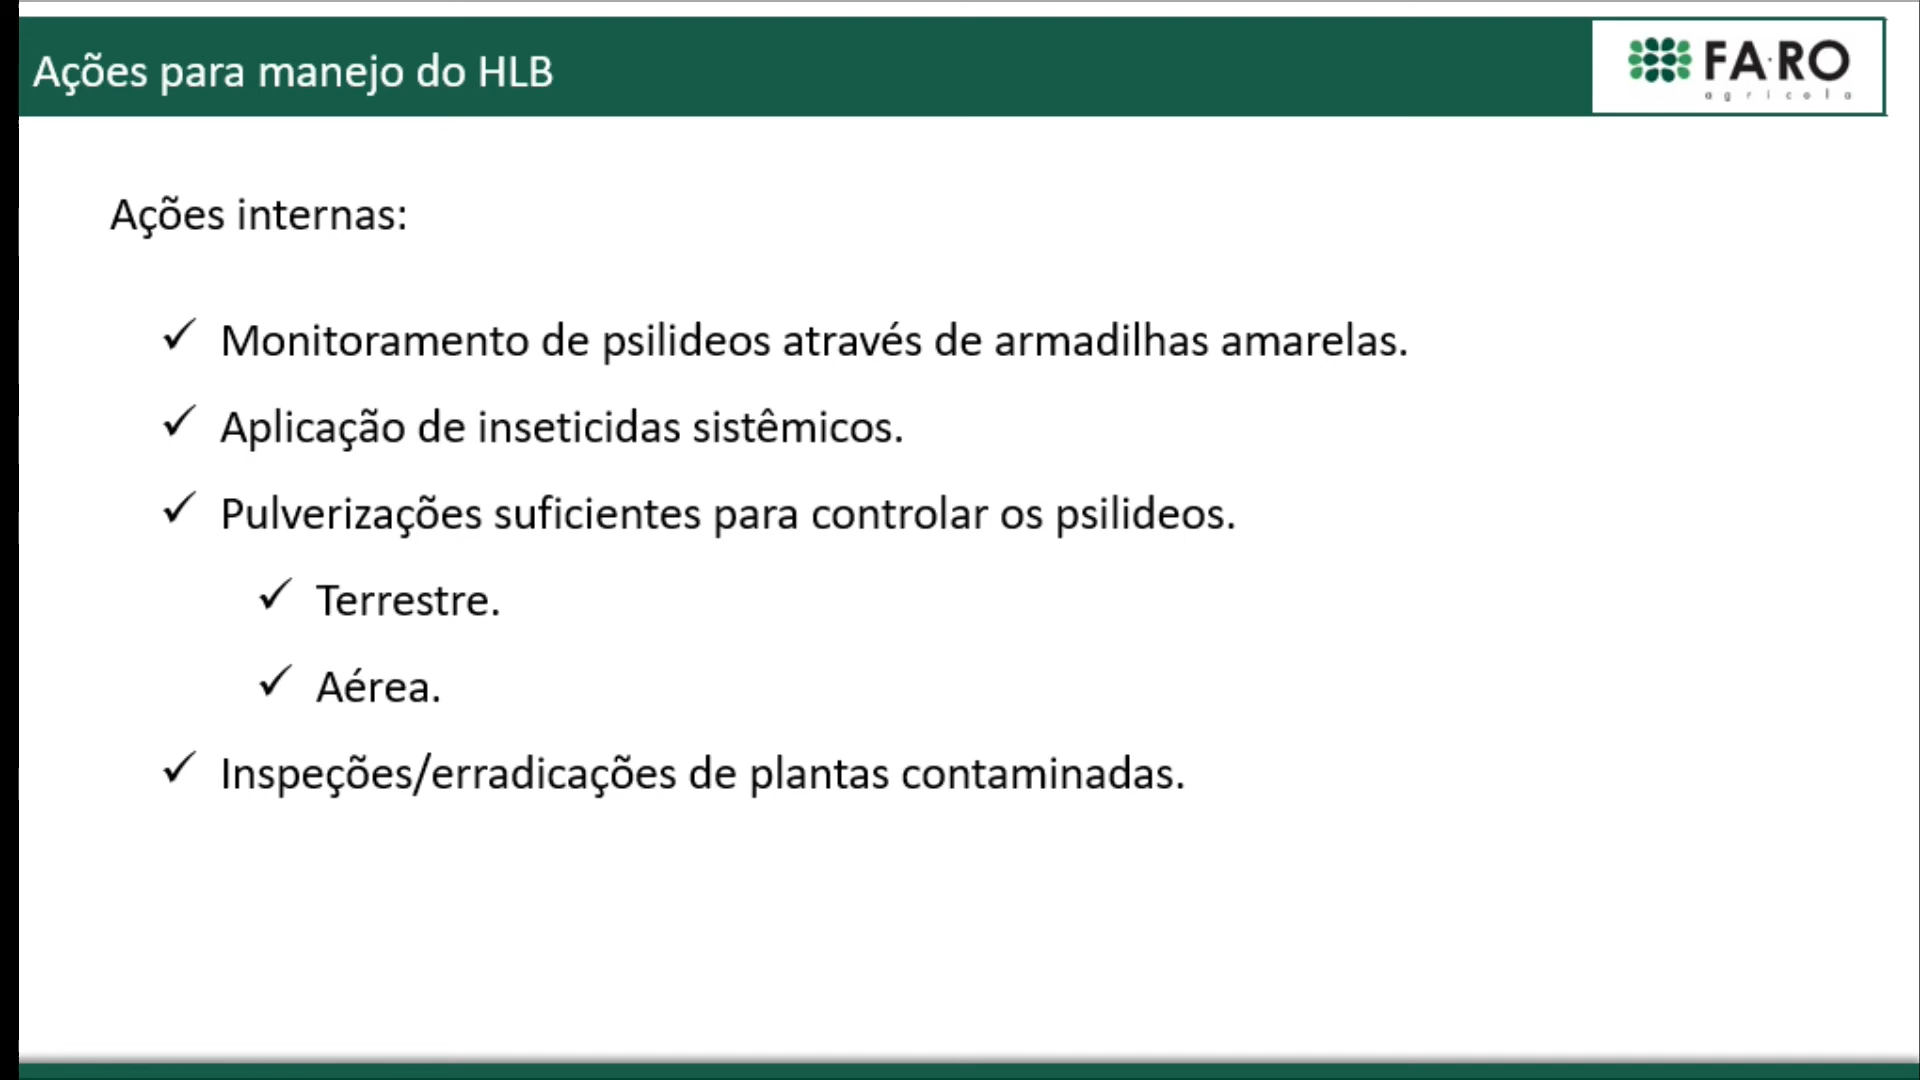 Ações para manejo do HLB
FA·RO
agrícola
Ações internas:
✓ Monitoramento de psilideos através de armadilhas amarelas.
✓ Aplicação de inseticidas sistêmicos.
✓ Pulverizações suficientes para controlar os psilideos.
✓ Terrestre.
✓ Aérea.
✓ Inspeções/erradicações de plantas contaminadas.